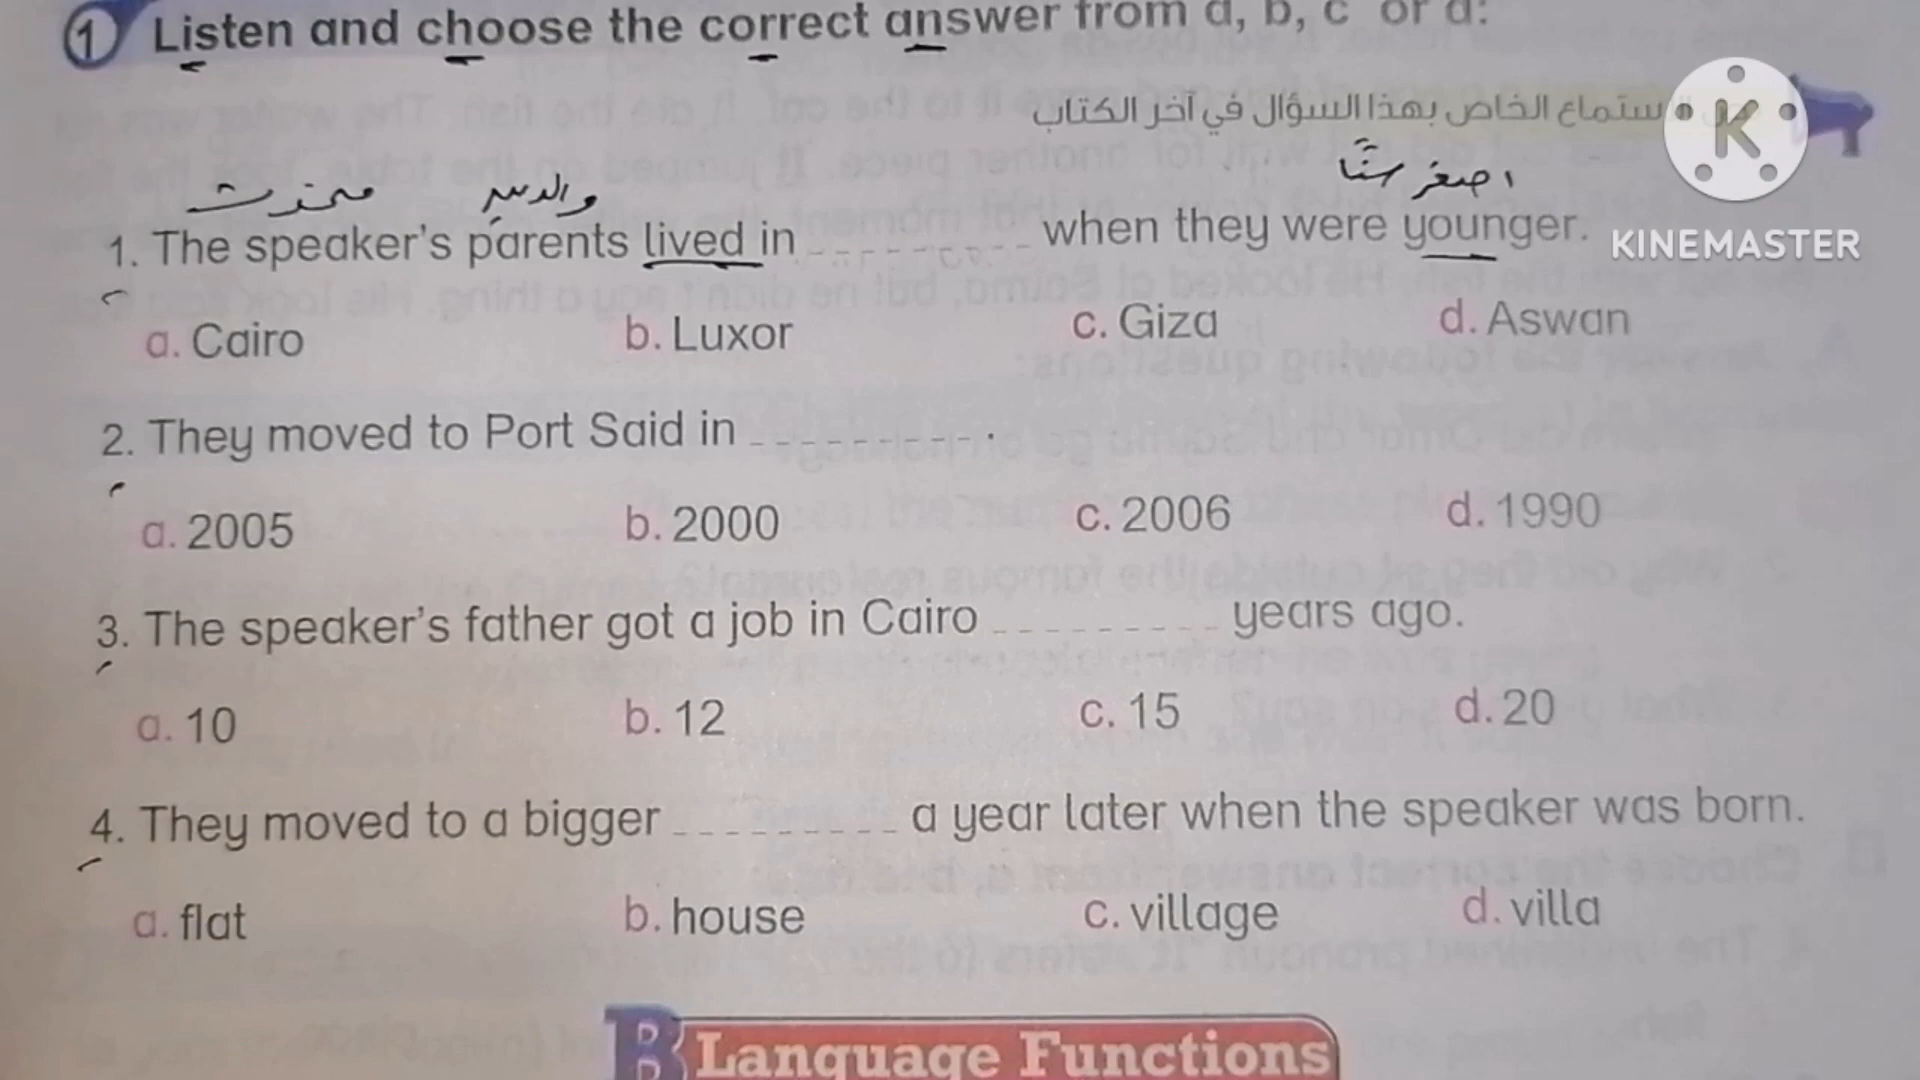 1 Listen and choose the correct answer from a, b, c or d:
ستماع الخاص بهذا السؤال في آخر الكتاب
K
KINEMASTER
والدين
1. The speaker's parents lived in ---------- when they were younger.
a. Cairo b. Luxor c. Giza d. Aswan
2. They moved to Port Said in ----------.
a. 2005 b. 2000 c. 2006 d. 1990
3. The speaker's father got a job in Cairo ---------- years ago.
a. 10 b. 12 c. 15 d. 20
4. They moved to a bigger ---------- a year later when the speaker was born.
a. flat b. house c. village d. villa
B Language Functions